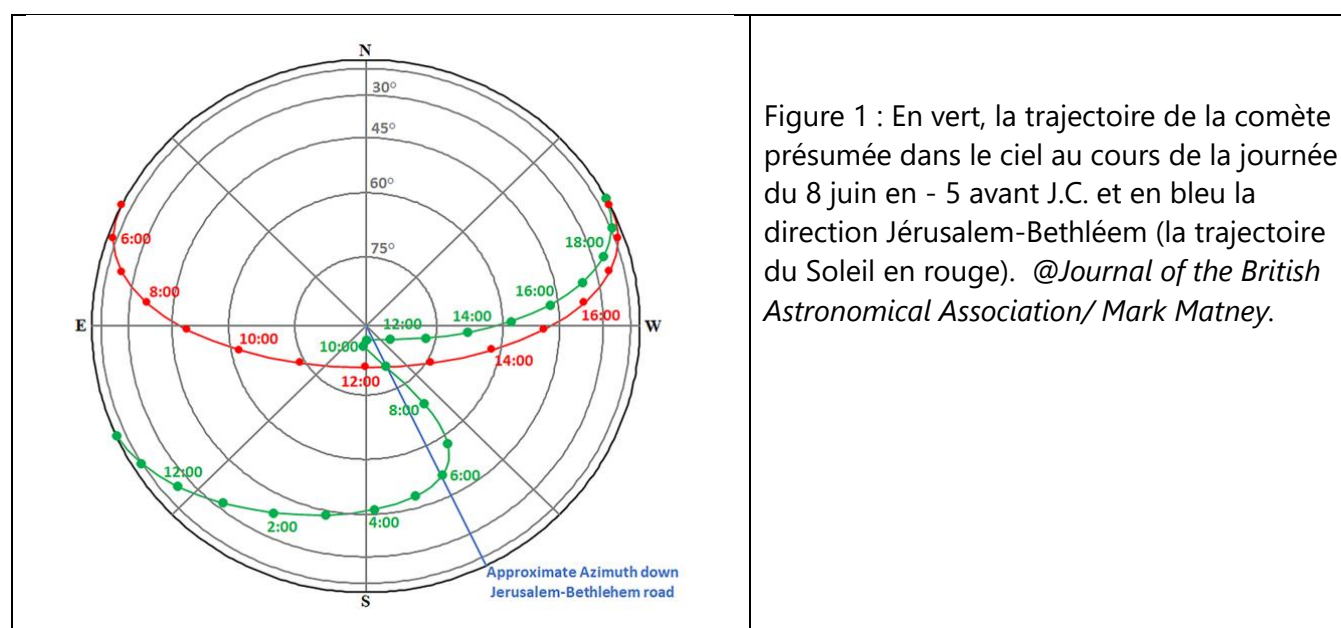 N
30°
45°
60°
75°
6:00
8:00
10:00
12:00
14:00
16:00
18:00
16:00
14:00
12:00
10:00
8:00
6:00
4:00
2:00
12:00
E
W
S
Approximate Azimuth down
Jerusalem-Bethlehem road
Figure 1 : En vert, la trajectoire de la comète
présumée dans le ciel au cours de la journée
du 8 juin en - 5 avant J.C. et en bleu la
direction Jérusalem-Bethléem (la trajectoire
du Soleil en rouge). @Journal of the British
Astronomical Association/ Mark Matney.